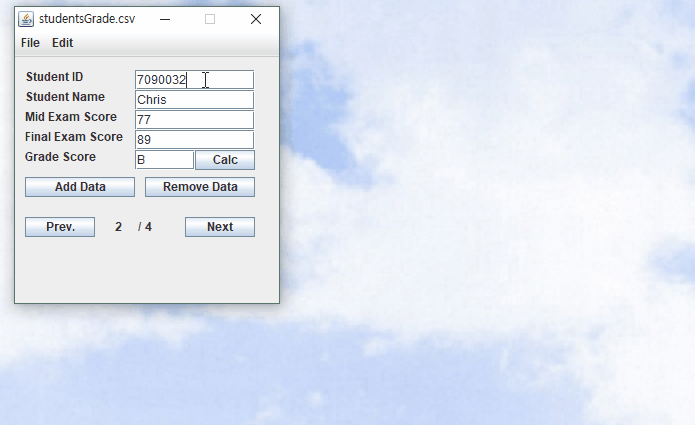 studentsGrade.csv
File Edit
Student ID 7090032
Student Name Chris
Mid Exam Score 77
Final Exam Score 89
Grade Score B Calc
Add Data Remove Data
Prev. 2 / 4 Next